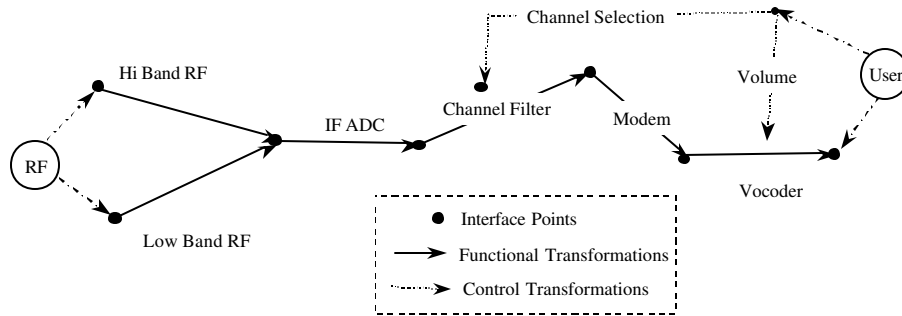 Channel Selection
Hi Band RF
Volume
User
IF ADC
Channel Filter
Modem
RF
Vocoder
Low Band RF
Interface Points
Functional Transformations
Control Transformations